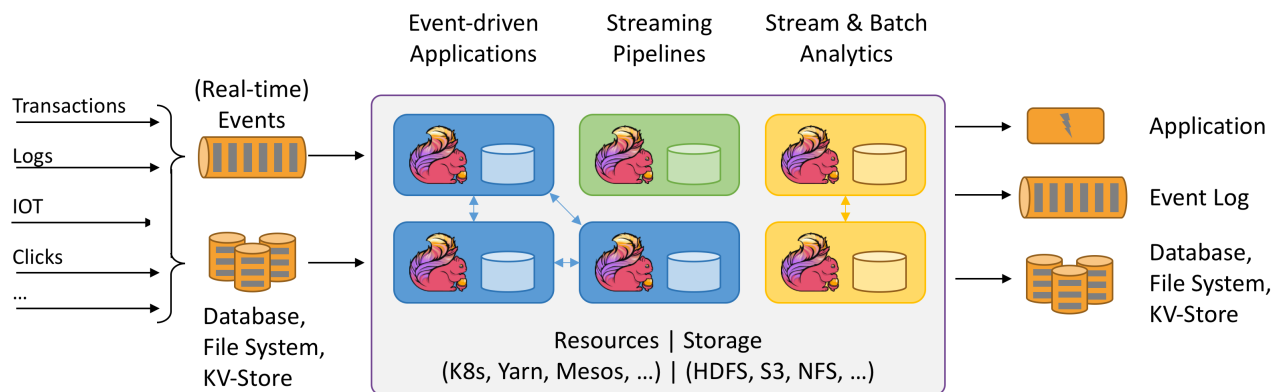 Event-driven
Applications
Streaming
Pipelines
Stream & Batch
Analytics
Transactions
Logs
IOT
Clicks
...
(Real-time)
Events
Database,
File System,
KV-Store
Resources | Storage
(K8s, Yarn, Mesos, ...) | (HDFS, S3, NFS, ...)
Application
Event Log
Database,
File System,
KV-Store